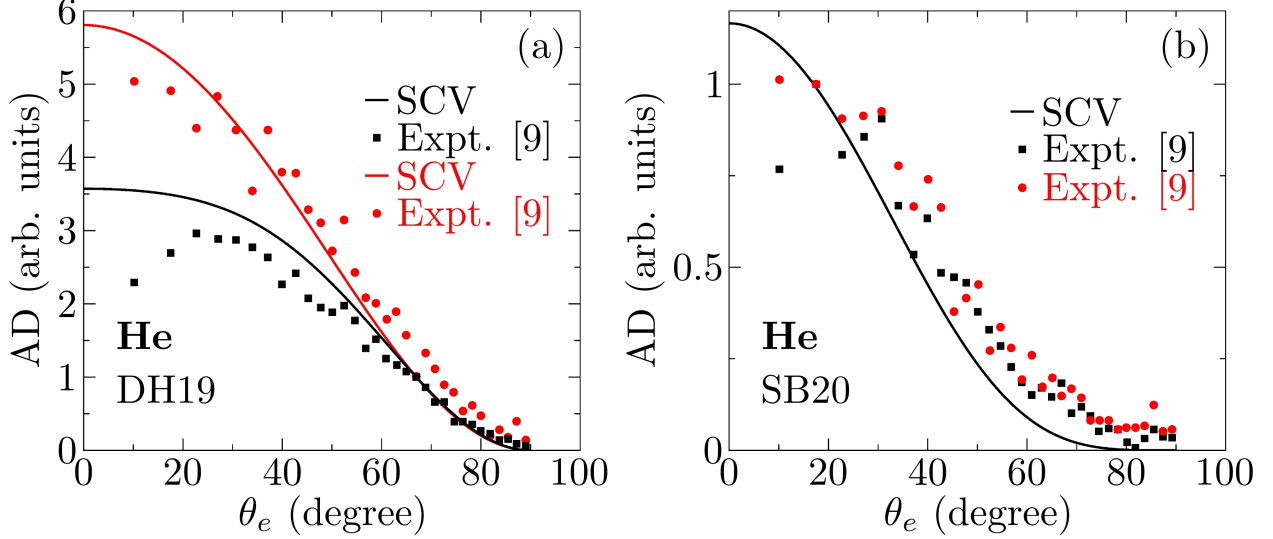 (a)
6
5
4
3
2
1
0
AD (arb. units)
SCV
Expt. [9]
SCV
Expt. [9]
He
DH19
0 20 40 60 80 100
θe (degree)
(b)
1
0.5
0
AD (arb. units)
SCV
Expt. [9]
Expt. [9]
He
SB20
0 20 40 60 80 100
θe (degree)